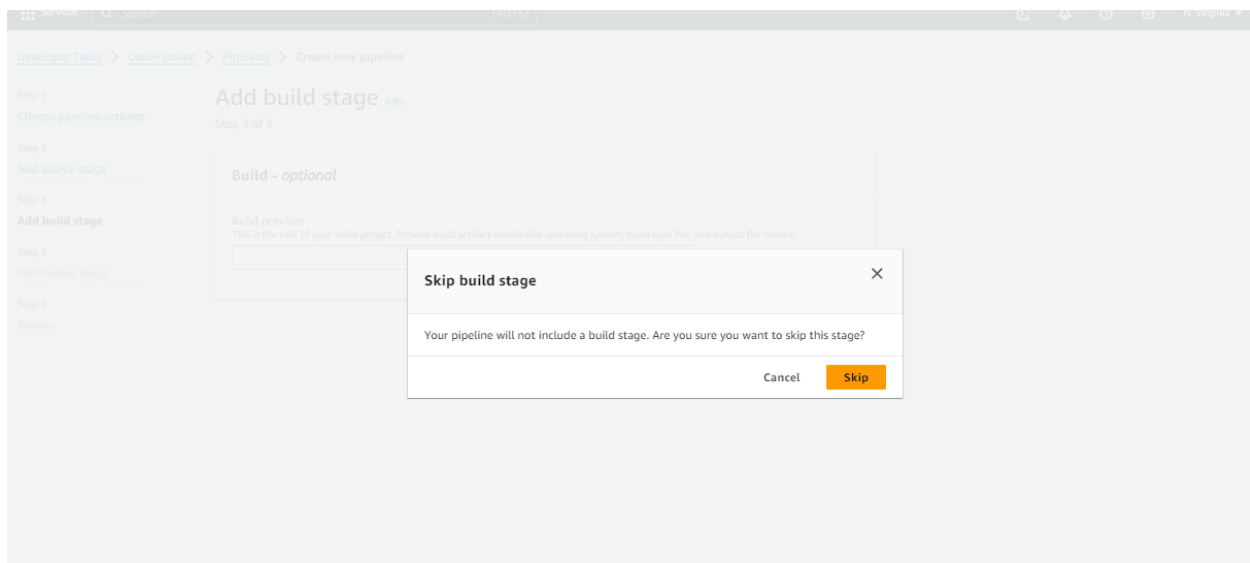 Services Search [Alt+S] N. Virginia
Developer Tools > CodePipeline > Pipelines > Create new pipeline
Step 1
Choose pipeline settings
Step 2
Add source stage
Step 3
Add build stage
Step 4
Add deploy stage
Step 5
Review
Add build stage Info
Step 3 of 5
Build - optional
Build provider
This is the tool of your build project. Provide build artifact details like operating system, build spec file, and output file names.
Skip build stage
Your pipeline will not include a build stage. Are you sure you want to skip this stage?
Cancel Skip